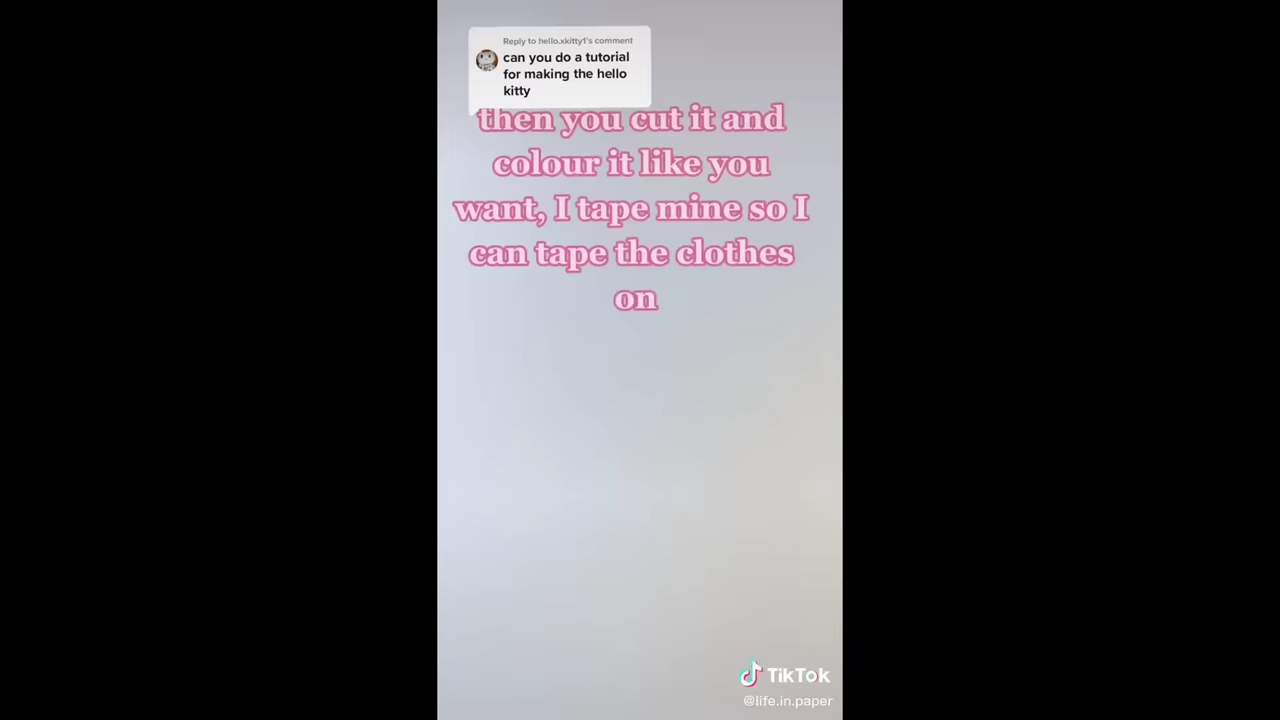 Reply to hello.xkitty1's comment
can you do a tutorial
for making the hello
kitty
then you cut it and
colour it like you
want, I tape mine so I
can tape the clothes
on
TikTok
@life.in.paper